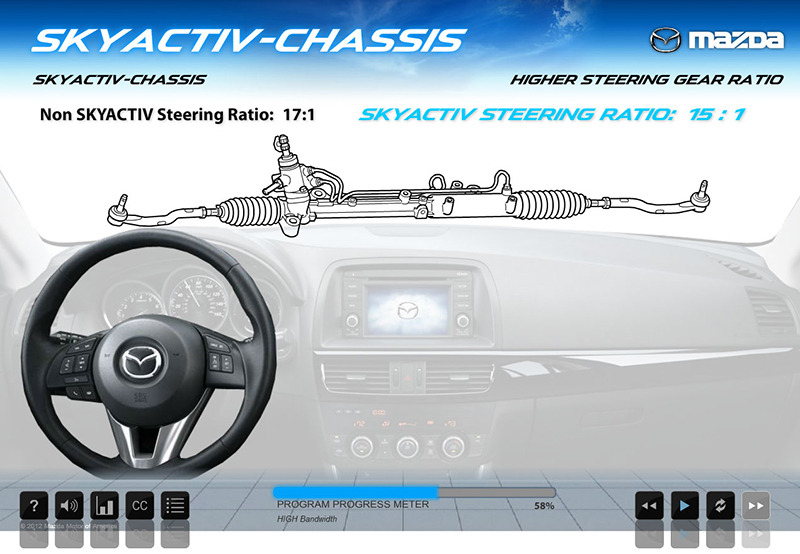 SKYACTIV-CHASSIS
mazda
SKYACTIV-CHASSIS
HIGHER STEERING GEAR RATIO
Non SKYACTIV Steering Ratio: 17:1
SKYACTIV STEERING RATIO: 15 : 1
?
CC
PROGRAM PROGRESS METER
58%
HIGH Bandwidth
© 2012 Mazda Motor of America